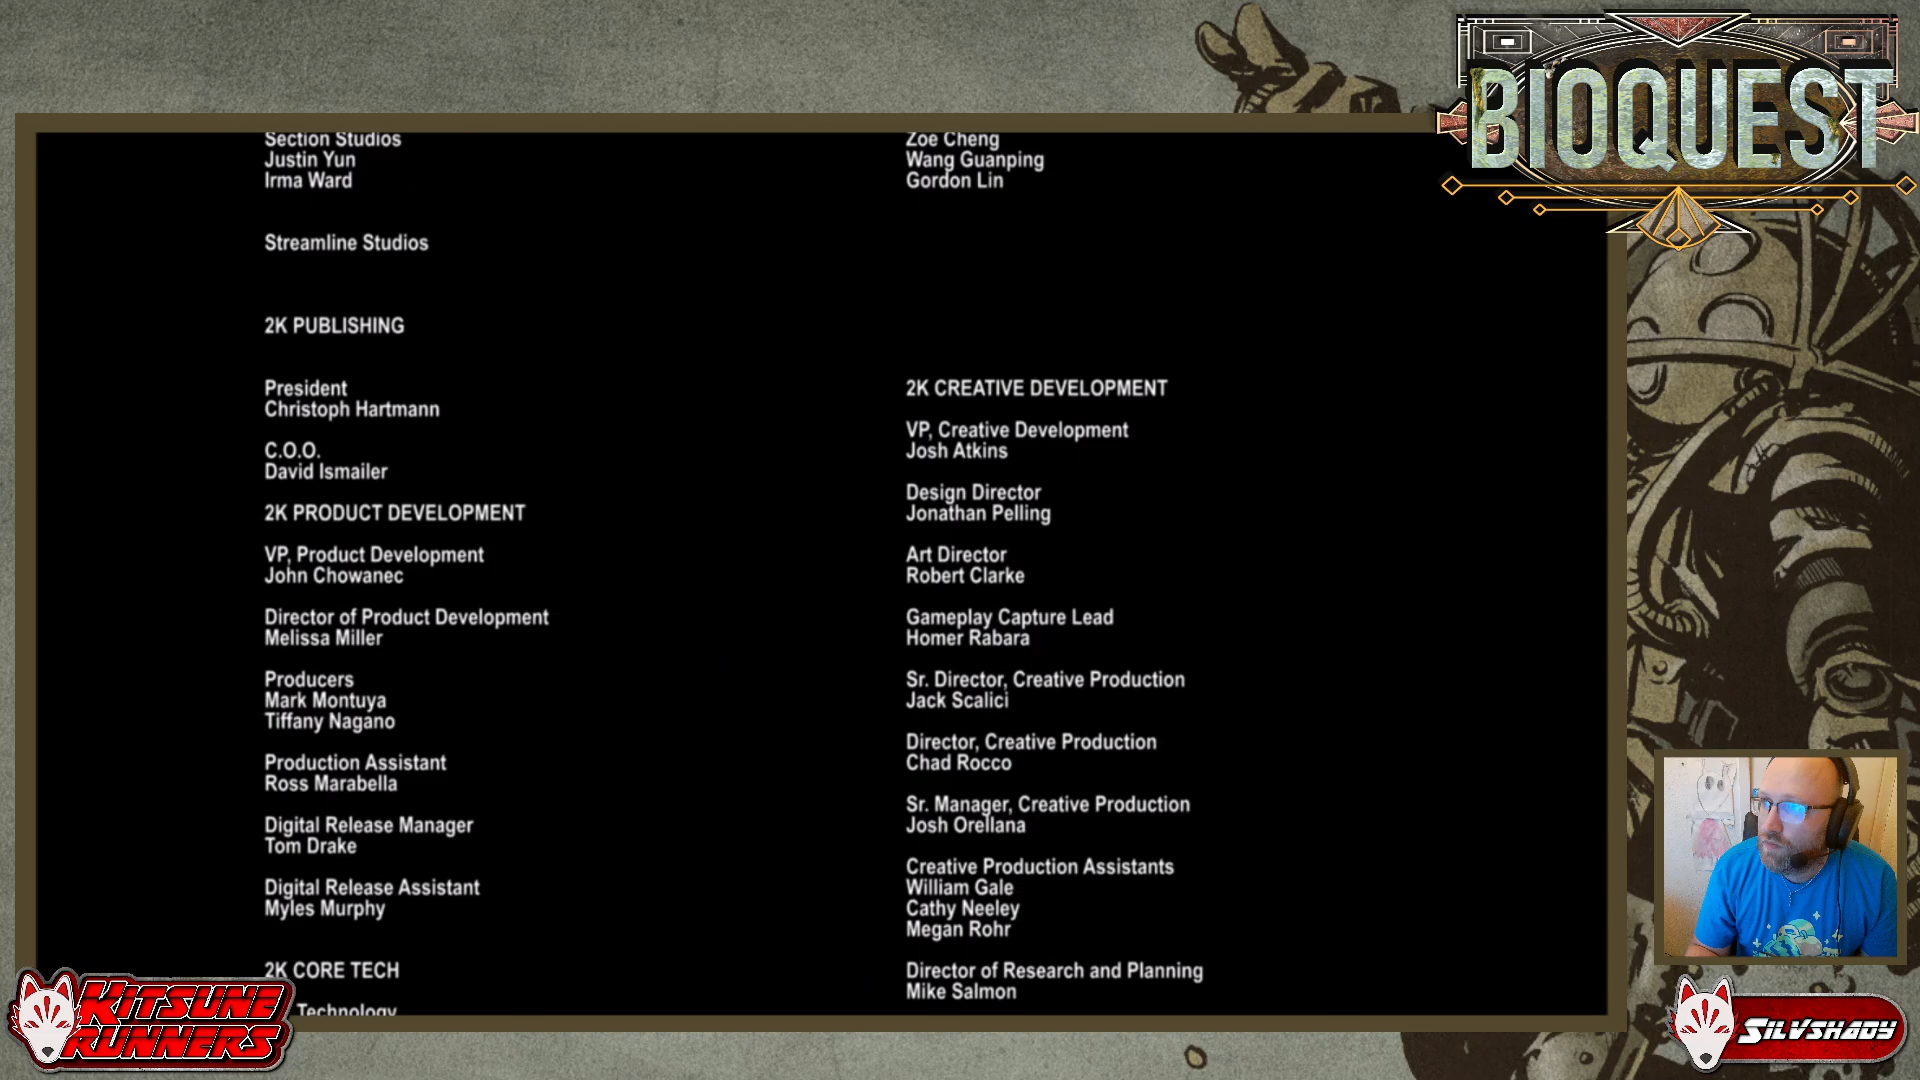 BIOQUEST
Section Studios
Justin Yun
Irma Ward
Streamline Studios
2K PUBLISHING
President
Christoph Hartmann
C.O.O.
David Ismailer
2K PRODUCT DEVELOPMENT
VP, Product Development
John Chowanec
Director of Product Development
Melissa Miller
Producers
Mark Montuya
Tiffany Nagano
Production Assistant
Ross Marabella
Digital Release Manager
Tom Drake
Digital Release Assistant
Myles Murphy
2K CORE TECH
Technology
Zoe Cheng
Wang Guanping
Gordon Lin
2K CREATIVE DEVELOPMENT
VP, Creative Development
Josh Atkins
Design Director
Jonathan Pelling
Art Director
Robert Clarke
Gameplay Capture Lead
Homer Rabara
Sr. Director, Creative Production
Jack Scalici
Director, Creative Production
Chad Rocco
Sr. Manager, Creative Production
Josh Orellana
Creative Production Assistants
William Gale
Cathy Neeley
Megan Rohr
Director of Research and Planning
Mike Salmon
KITSUNE
RUNNERS
SILVSHADY